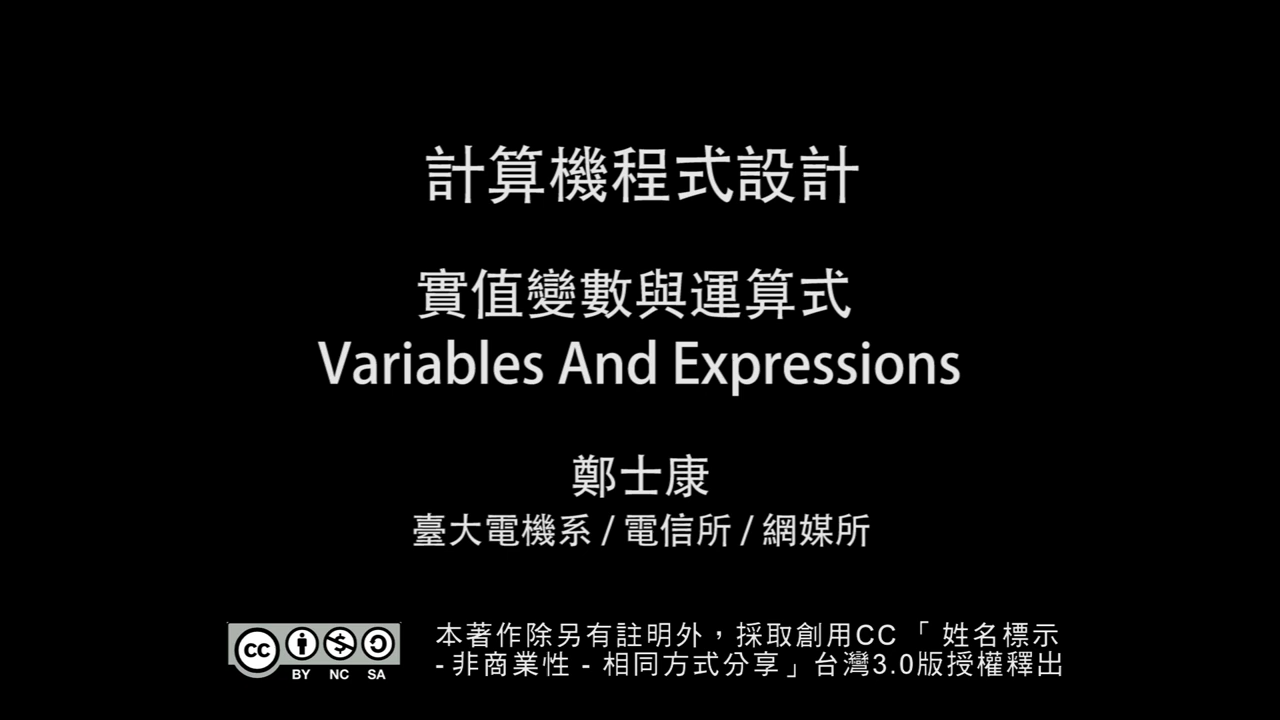 計算機程式設計
實值變數與運算式
Variables And Expressions
鄭士康
臺大電機系 / 電信所 / 網媒所
cc BY NC SA
本著作除另有註明外，採取創用CC「 姓名標示
- 非商業性 - 相同方式分享」台灣3.0版授權釋出